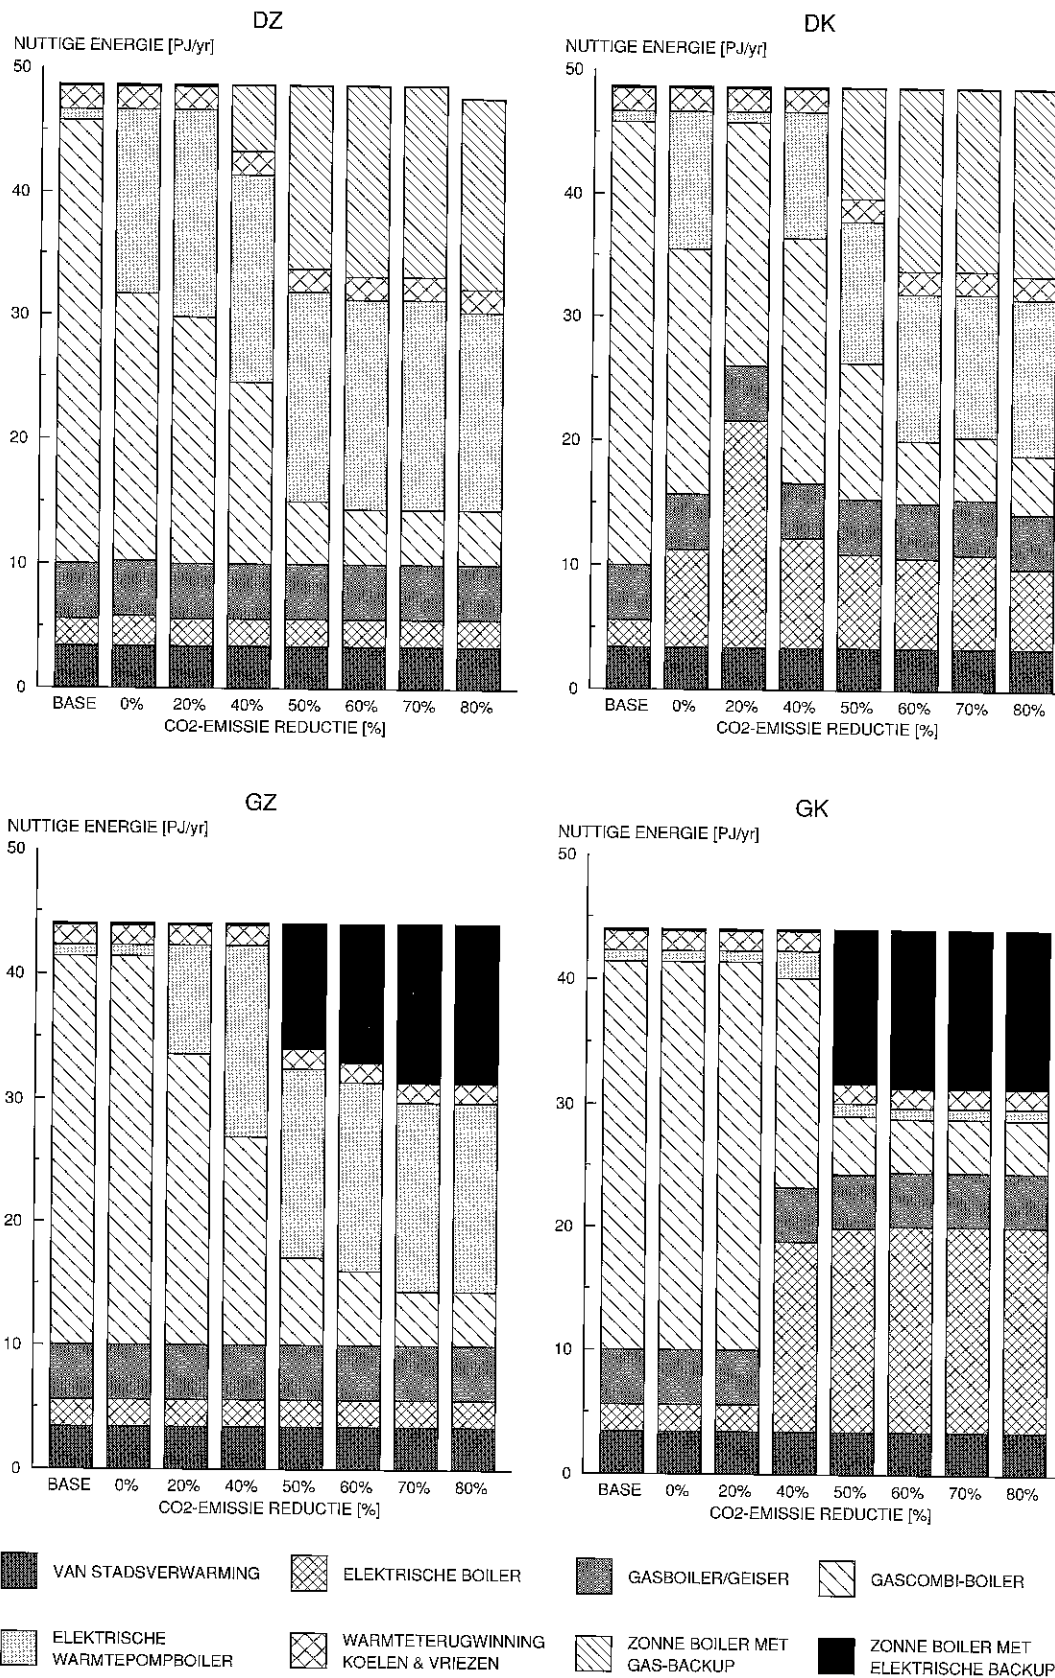 DZ
NUTTIGE ENERGIE [PJ/yr]
50
40
30
20
10
0
BASE 0% 20% 40% 50% 60% 70% 80%
CO2-EMISSIE REDUCTIE [%]
DK
NUTTIGE ENERGIE [PJ/yr]
50
40
30
20
10
0
BASE 0% 20% 40% 50% 60% 70% 80%
CO2-EMISSIE REDUCTIE [%]
GZ
NUTTIGE ENERGIE [PJ/yr]
50
40
30
20
10
0
BASE 0% 20% 40% 50% 60% 70% 80%
CO2-EMISSIE REDUCTIE [%]
GK
NUTTIGE ENERGIE [PJ/yr]
50
40
30
20
10
0
BASE 0% 20% 40% 50% 60% 70% 80%
CO2-EMISSIE REDUCTIE [%]
VAN STADSVERWARMING
ELEKTRISCHE BOILER
GASBOILER/GEISER
GASCOMBI-BOILER
ELEKTRISCHE
WARMTEPOMPBOILER
WARMTETERUGWINNING
KOELEN & VRIEZEN
ZONNE BOILER MET
GAS-BACKUP
ZONNE BOILER MET
ELEKTRISCHE BACKUP